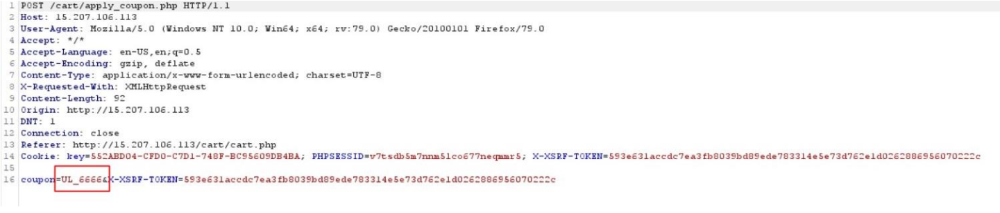 1 POST /cart/apply_coupon.php HTTP/1.1
2 Host: 15.207.106.113
3 User-Agent: Mozilla/5.0 (Windows NT 10.0; Win64; x64; rv:79.0) Gecko/20100101 Firefox/79.0
4 Accept: */*
5 Accept-Language: en-US,en;q=0.5
6 Accept-Encoding: gzip, deflate
7 Content-Type: application/x-www-form-urlencoded; charset=UTF-8
8 X-Requested-With: XMLHttpRequest
9 Content-Length: 92
10 Origin: http://15.207.106.113
11 DNT: 1
12 Connection: close
13 Referer: http://15.207.106.113/cart/cart.php
14 Cookie: key=552ABD04-CFD0-C7D1-748F-BC95609DB4BA; PHPSESSID=v7tsdb5m7nnm5lco677neqmmr5; X-XSRF-TOKEN=593e631accdc7ea3fb8039bd89ede783314e5e73d762e1d0262886956070222c
15
16 coupon=UL_6666&X-XSRF-TOKEN=593e631accdc7ea3fb8039bd89ede783314e5e73d762e1d0262886956070222c